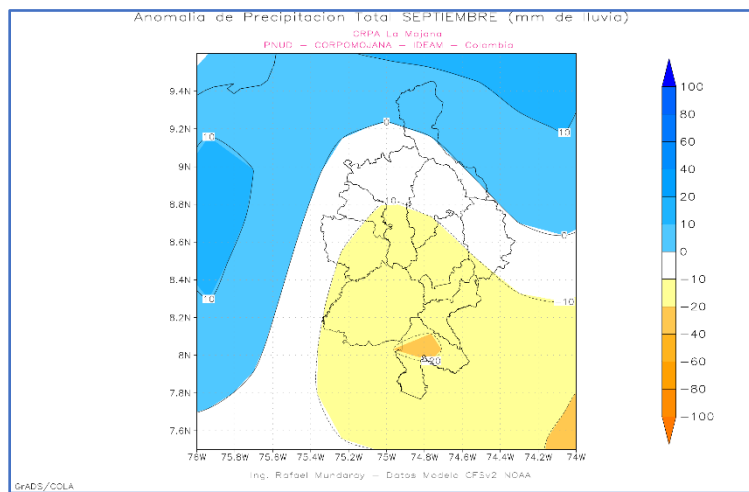 Anomalia de Precipitacion Total SEPTIEMBRE (mm de lluvia)
DRPA La Mojana
PNUD - CORPOMOJANA - IDEAM - Colombia
9.4N
9.2N
9N
8.8N
8.6N
8.4N
8.2N
8N
7.8N
7.6N
76W 75.8W 75.6W 75.4W 75.2W 75W 74.8W 74.6W 74.4W 74.2W 74W
0
10
10
10
0
10
-10
-20
100
80
60
40
20
10
0
-10
-20
-40
-60
-80
-100
Ing. Rafael Mundaray - Datos Modelo CFSv2 NOAA
GrADS/COLA